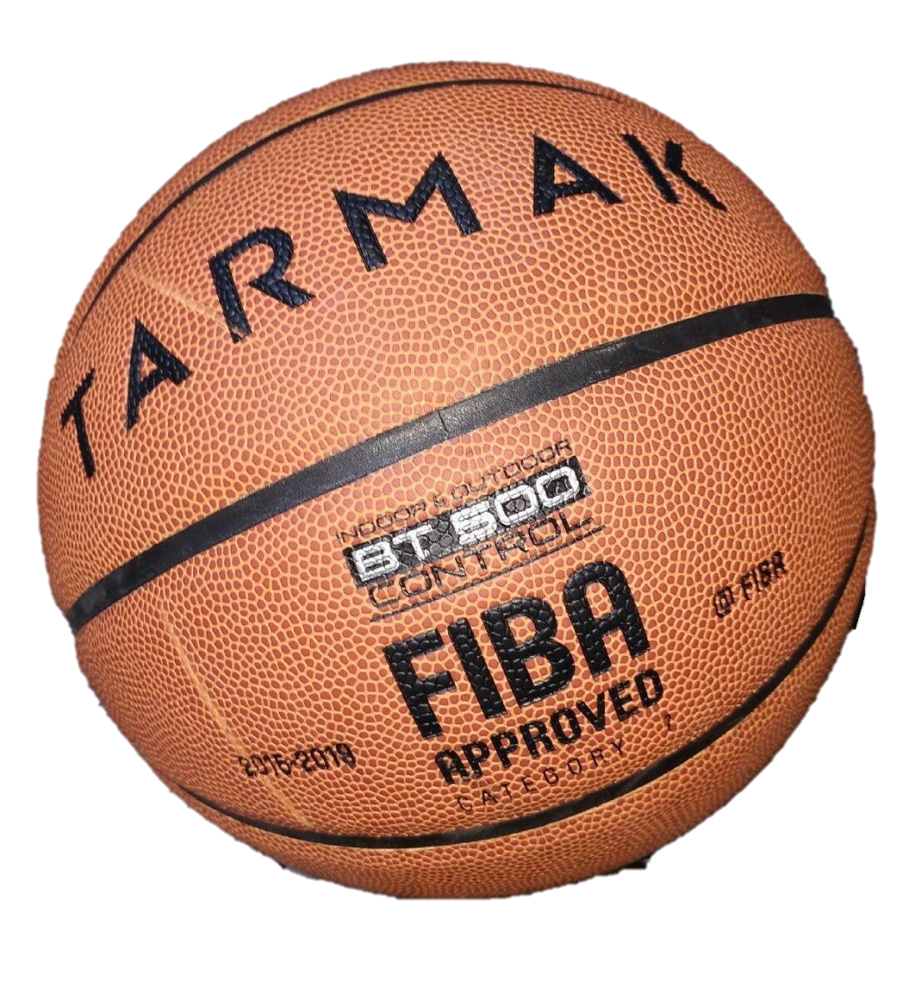 TARMAK
INDOOR & OUTDOOR
BT 500
CONTROL
FIBA
APPROVED
CATEGORY
FIBA
2016-2019